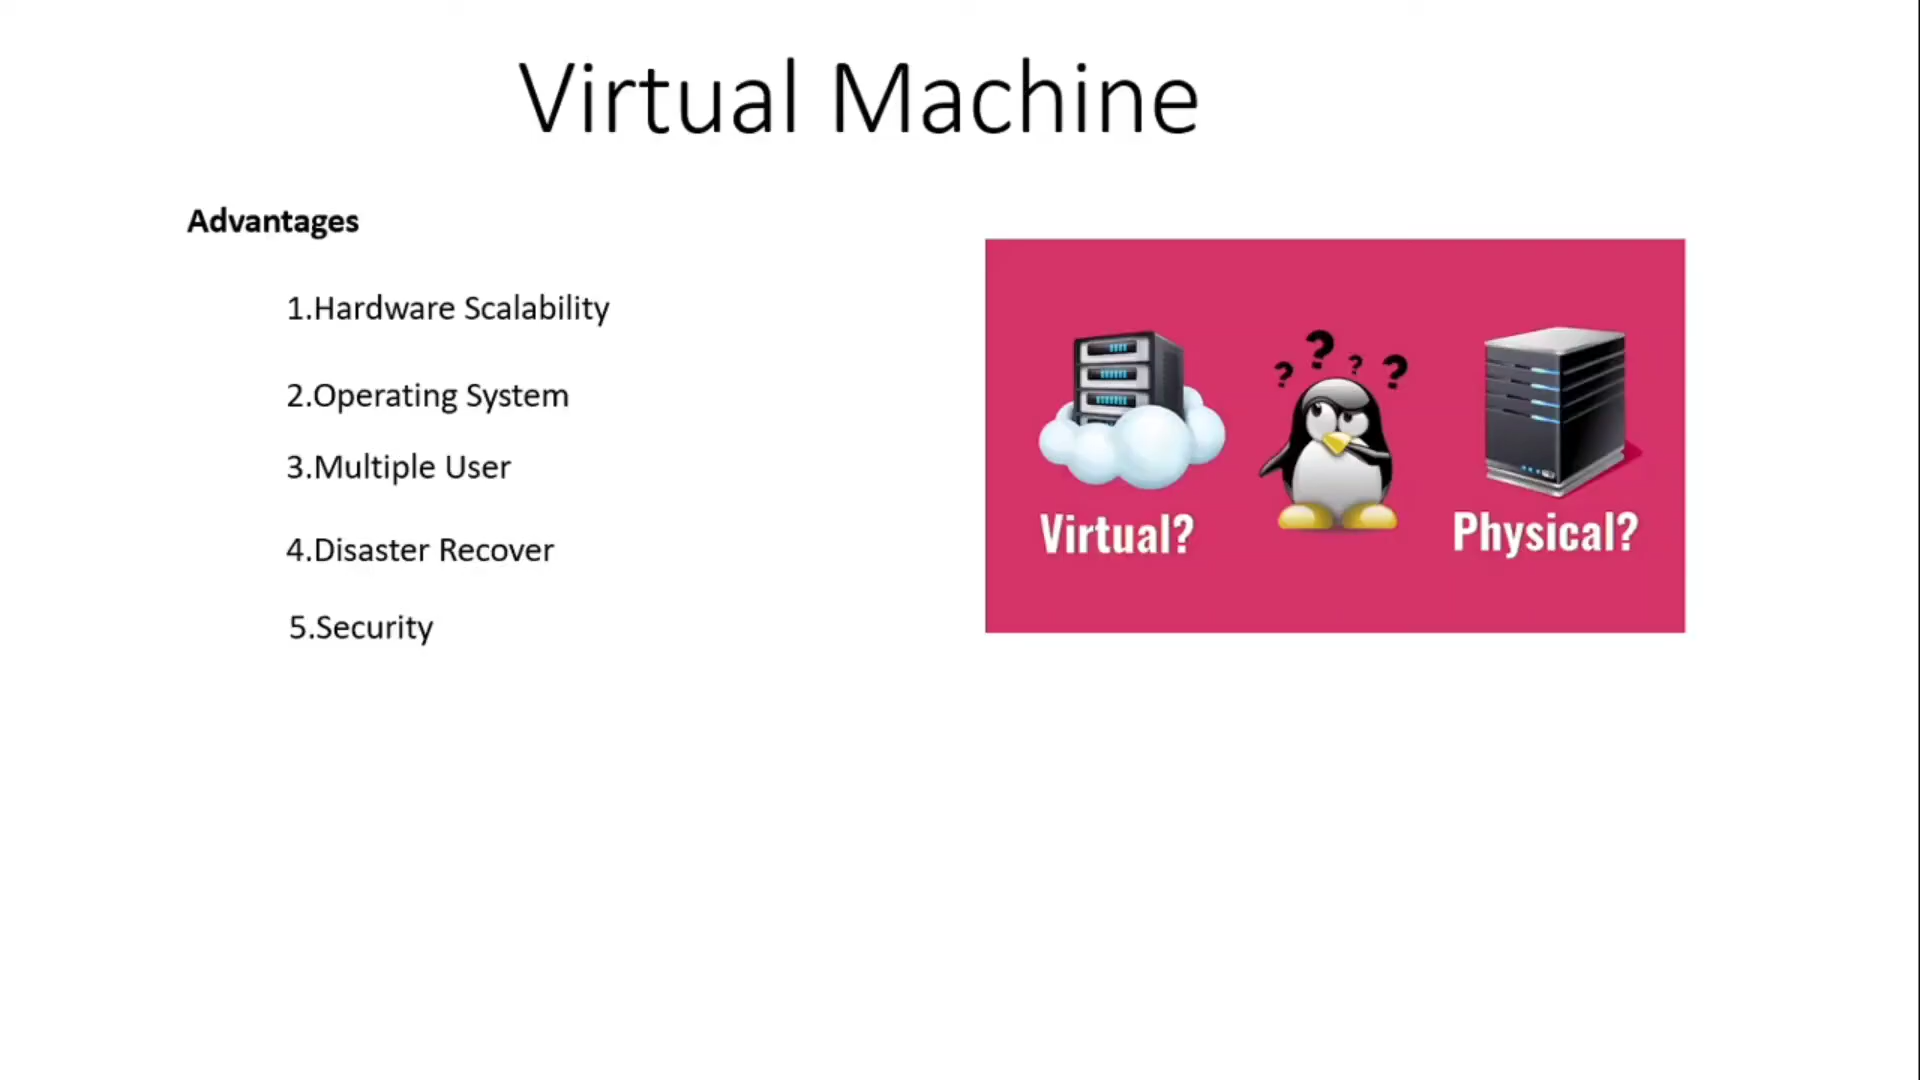 Virtual Machine
Advantages
1.Hardware Scalability
2.Operating System
3.Multiple User
4.Disaster Recover
5.Security
? ? ? ?
Virtual?
Physical?